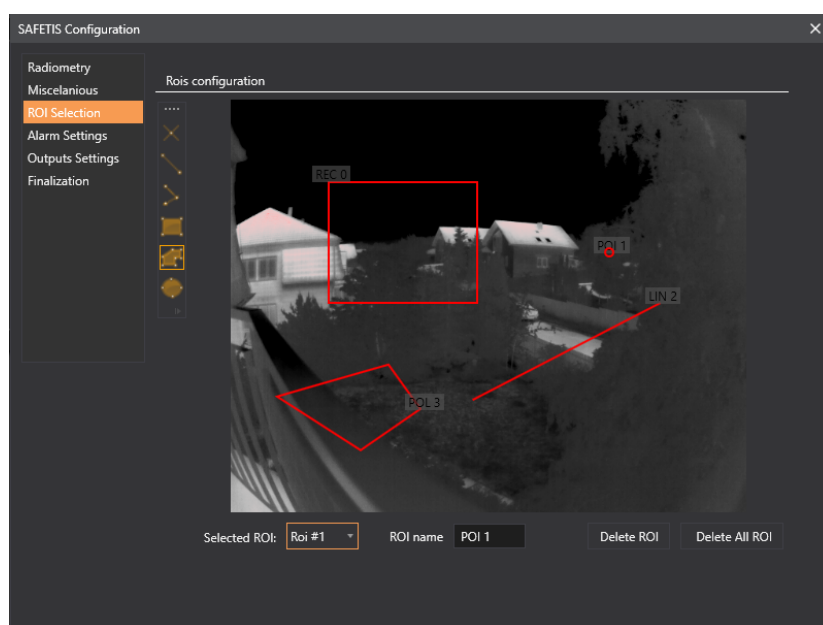 SAFETIS Configuration
Radiometry
Miscelanious
ROI Selection
Alarm Settings
Outputs Settings
Finalization
Rois configuration
REC 0
POI 1
LIN 2
POL 3
Selected ROI: Roi #1 ROI name POI 1 Delete ROI Delete All ROI